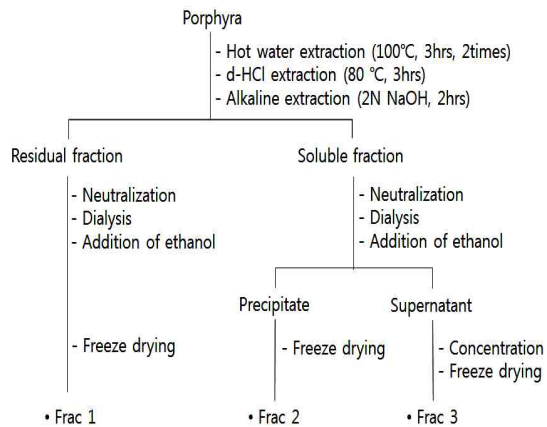 Porphyra
- Hot water extraction (100℃, 3hrs, 2times)
- d-HCl extraction (80 ℃, 3hrs)
- Alkaline extraction (2N NaOH, 2hrs)
Residual fraction
Soluble fraction
- Neutralization
- Dialysis
- Addition of ethanol
- Neutralization
- Dialysis
- Addition of ethanol
Precipitate
Supernatant
- Freeze drying
- Freeze drying
- Concentration
- Freeze drying
• Frac 1
• Frac 2
• Frac 3